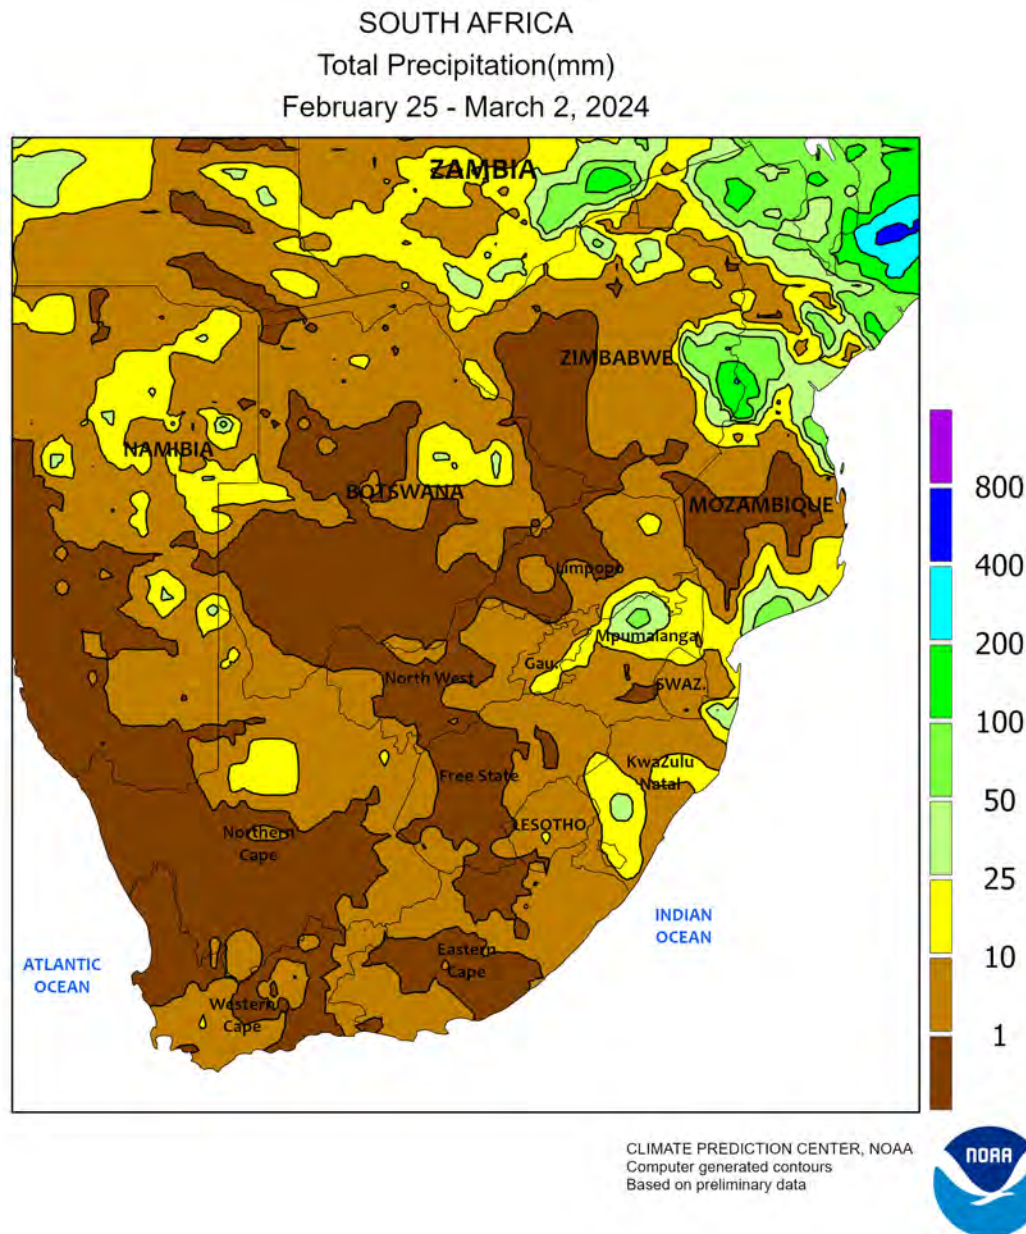 SOUTH AFRICA
Total Precipitation(mm)
February 25 - March 2, 2024
ZAMBIA
ZIMBABWE
NAMIBIA
BOTSWANA
MOZAMBIQUE
Limpopo
Mpumalanga
Gau.
North West
SWAZ.
Free State
KwaZulu
Natal
LESOTHO
Northern
Cape
Eastern
Cape
Western
Cape
ATLANTIC
OCEAN
INDIAN
OCEAN
800
400
200
100
50
25
10
1
CLIMATE PREDICTION CENTER, NOAA
Computer generated contours
Based on preliminary data
NOAA